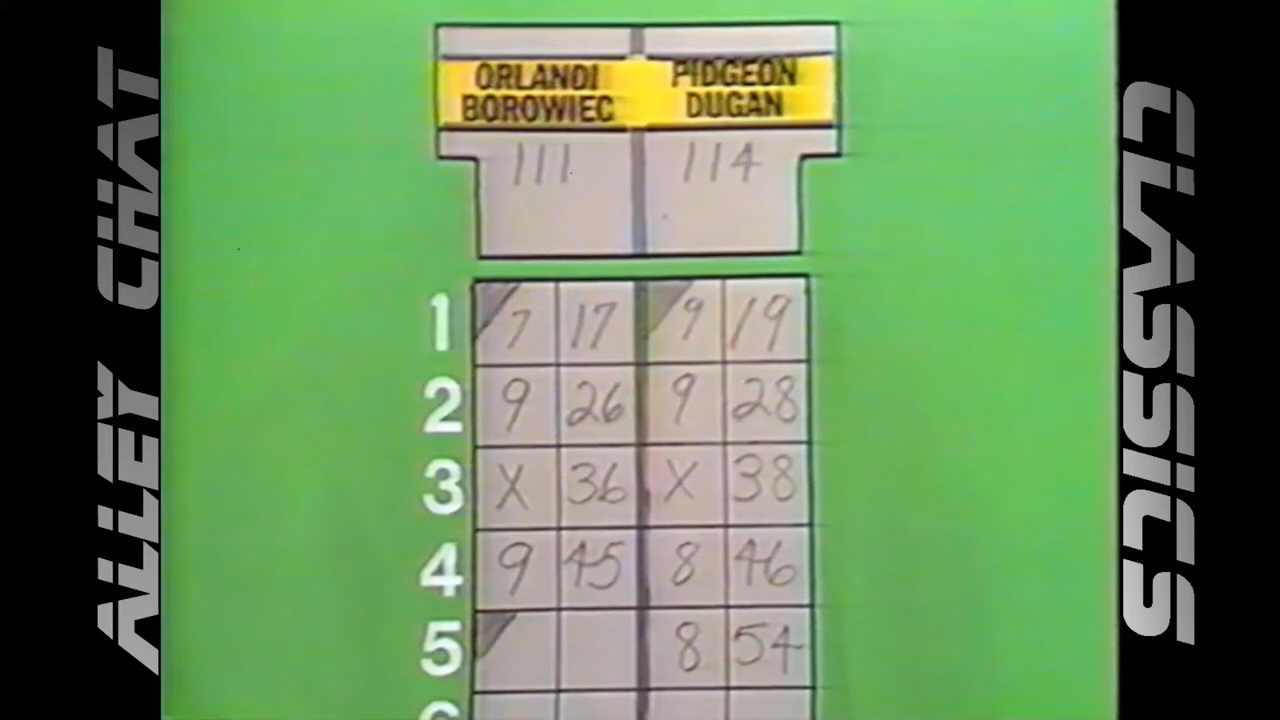 ALLEY CHAT
ORLANDI PIDGEON
BOROWIEC DUGAN
111 114
1 7 17 9 19
2 9 26 9 28
3 X 36 X 38
4 9 45 8 46
5 8 54
CLASSICS